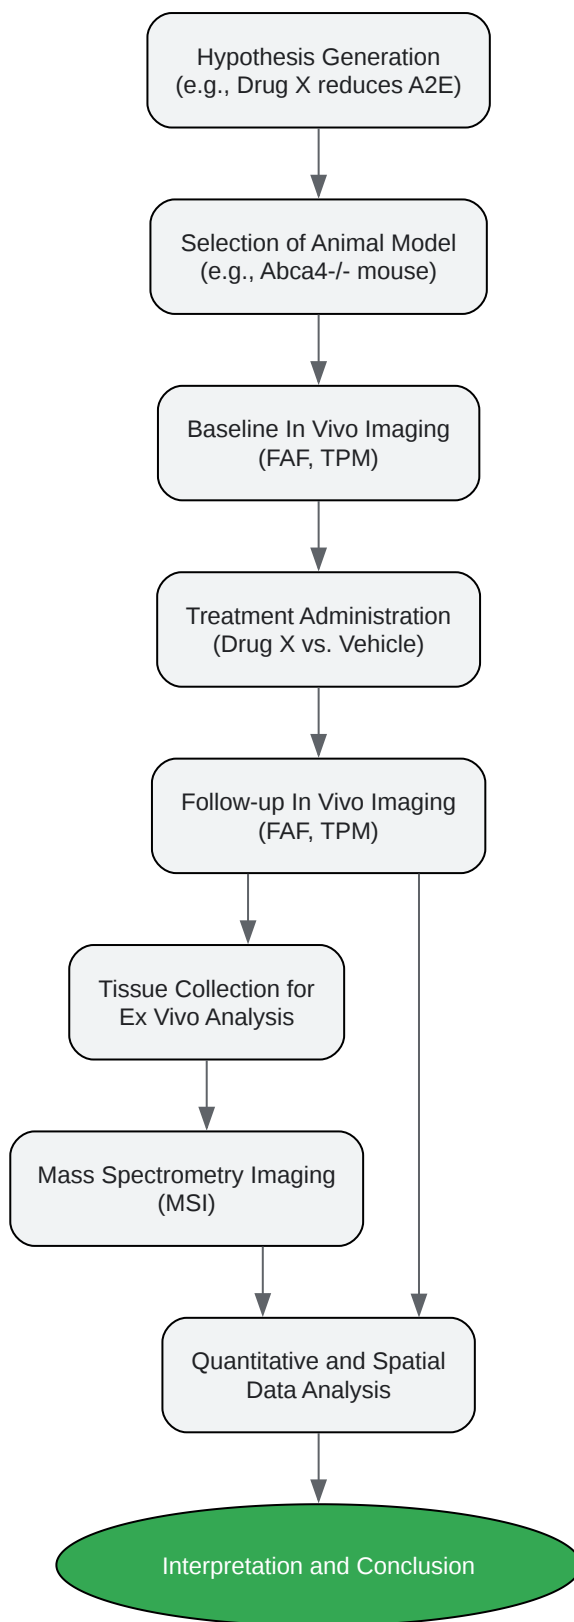 Hypothesis Generation
(e.g., Drug X reduces A2E)
Selection of Animal Model
(e.g., Abca4-/- mouse)
Baseline In Vivo Imaging
(FAF, TPM)
Treatment Administration
(Drug X vs. Vehicle)
Follow-up In Vivo Imaging
(FAF, TPM)
Tissue Collection for
Ex Vivo Analysis
Mass Spectrometry Imaging
(MSI)
Quantitative and Spatial
Data Analysis
Interpretation and Conclusion